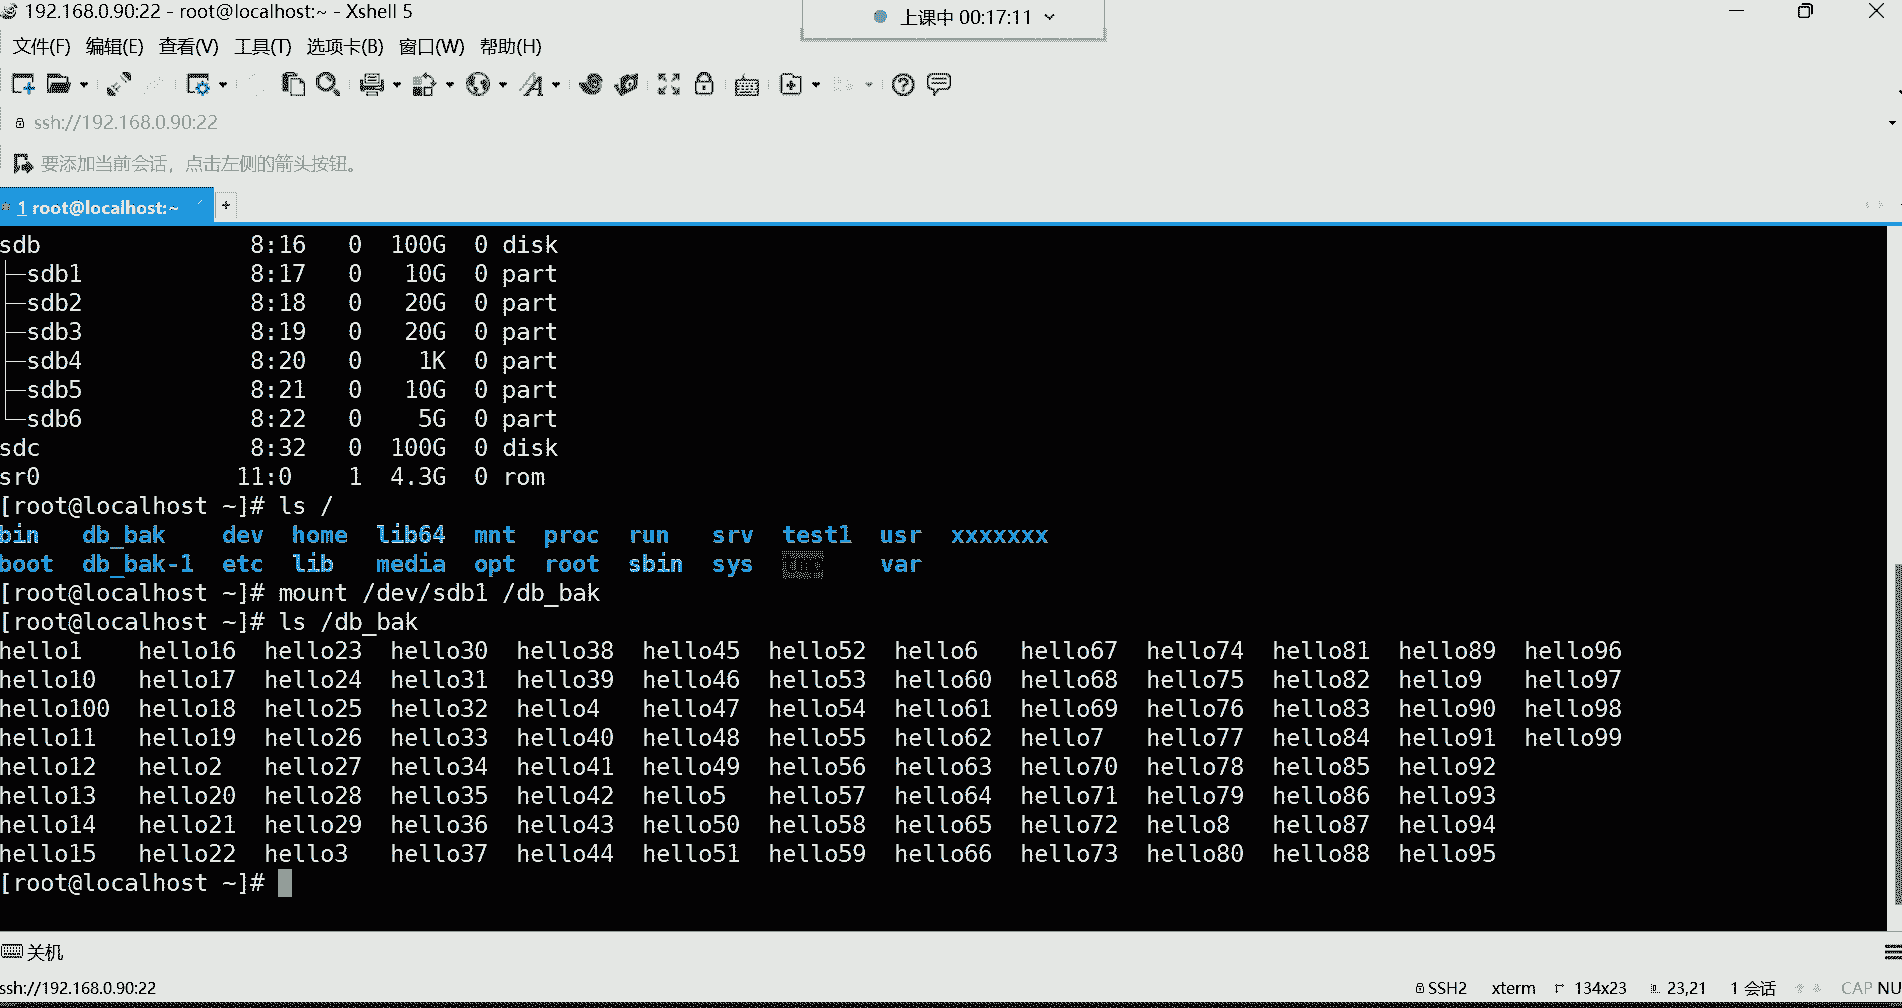 192.168.0.90:22 - root@localhost:~ - Xshell 5
上课中 00:17:11
文件(F) 编辑(E) 查看(V) 工具(T) 选项卡(B) 窗口(W) 帮助(H)
ssh://192.168.0.90:22
要添加当前会话，点击左侧的箭头按钮。
1 root@localhost:~ +
sdb 8:16 0 100G 0 disk
├─sdb1 8:17 0 10G 0 part
├─sdb2 8:18 0 20G 0 part
├─sdb3 8:19 0 20G 0 part
├─sdb4 8:20 0 1K 0 part
├─sdb5 8:21 0 10G 0 part
└─sdb6 8:22 0 5G 0 part
sdc 8:32 0 100G 0 disk
sr0 11:0 1 4.3G 0 rom
[root@localhost ~]# ls /
bin db_bak dev home lib64 mnt proc run srv test1 usr xxxxxxx
boot db_bak-1 etc lib media opt root sbin sys tmp var
[root@localhost ~]# mount /dev/sdb1 /db_bak
[root@localhost ~]# ls /db_bak
hello1 hello16 hello23 hello30 hello38 hello45 hello52 hello6 hello67 hello74 hello81 hello89 hello96
hello10 hello17 hello24 hello31 hello39 hello46 hello53 hello60 hello68 hello75 hello82 hello9 hello97
hello100 hello18 hello25 hello32 hello4 hello47 hello54 hello61 hello69 hello76 hello83 hello90 hello98
hello11 hello19 hello26 hello33 hello40 hello48 hello55 hello62 hello7 hello77 hello84 hello91 hello99
hello12 hello2 hello27 hello34 hello41 hello49 hello56 hello63 hello70 hello78 hello85 hello92
hello13 hello20 hello28 hello35 hello42 hello5 hello57 hello64 hello71 hello79 hello86 hello93
hello14 hello21 hello29 hello36 hello43 hello50 hello58 hello65 hello72 hello8 hello87 hello94
hello15 hello22 hello3 hello37 hello44 hello51 hello59 hello66 hello73 hello80 hello88 hello95
[root@localhost ~]#
关机
ssh://192.168.0.90:22 SSH2 xterm 134x23 23,21 1 会话 CAP NU